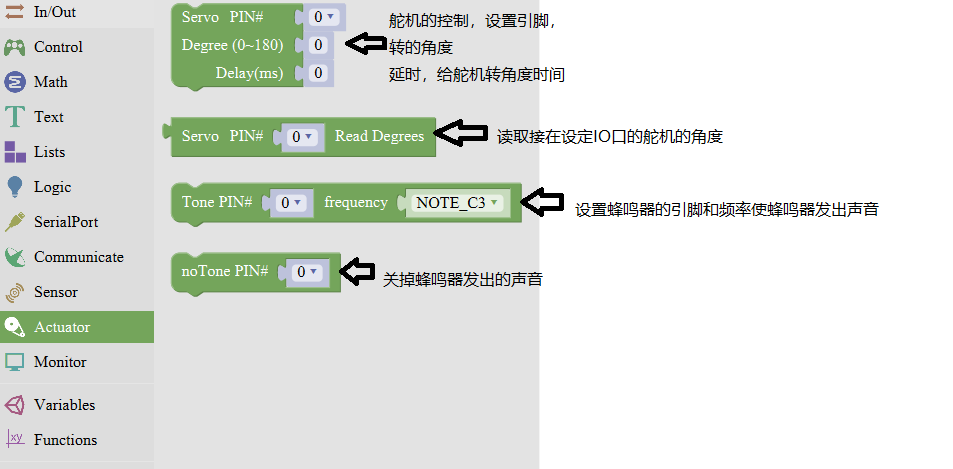 In/Out
Control
Math
Text
Lists
Logic
SerialPort
Communicate
Sensor
Actuator
Monitor
Variables
Functions
xy
Servo PIN# 0
Degree (0~180) 0
Delay(ms) 0
舵机的控制，设置引脚，
转的角度
延时，给舵机转角度时间
Servo PIN# 0 Read Degrees
读取接在设定IO口的舵机的角度
Tone PIN# 0 frequency NOTE_C3
设置蜂鸣器的引脚和频率使蜂鸣器发出声音
noTone PIN# 0
关掉蜂鸣器发出的声音